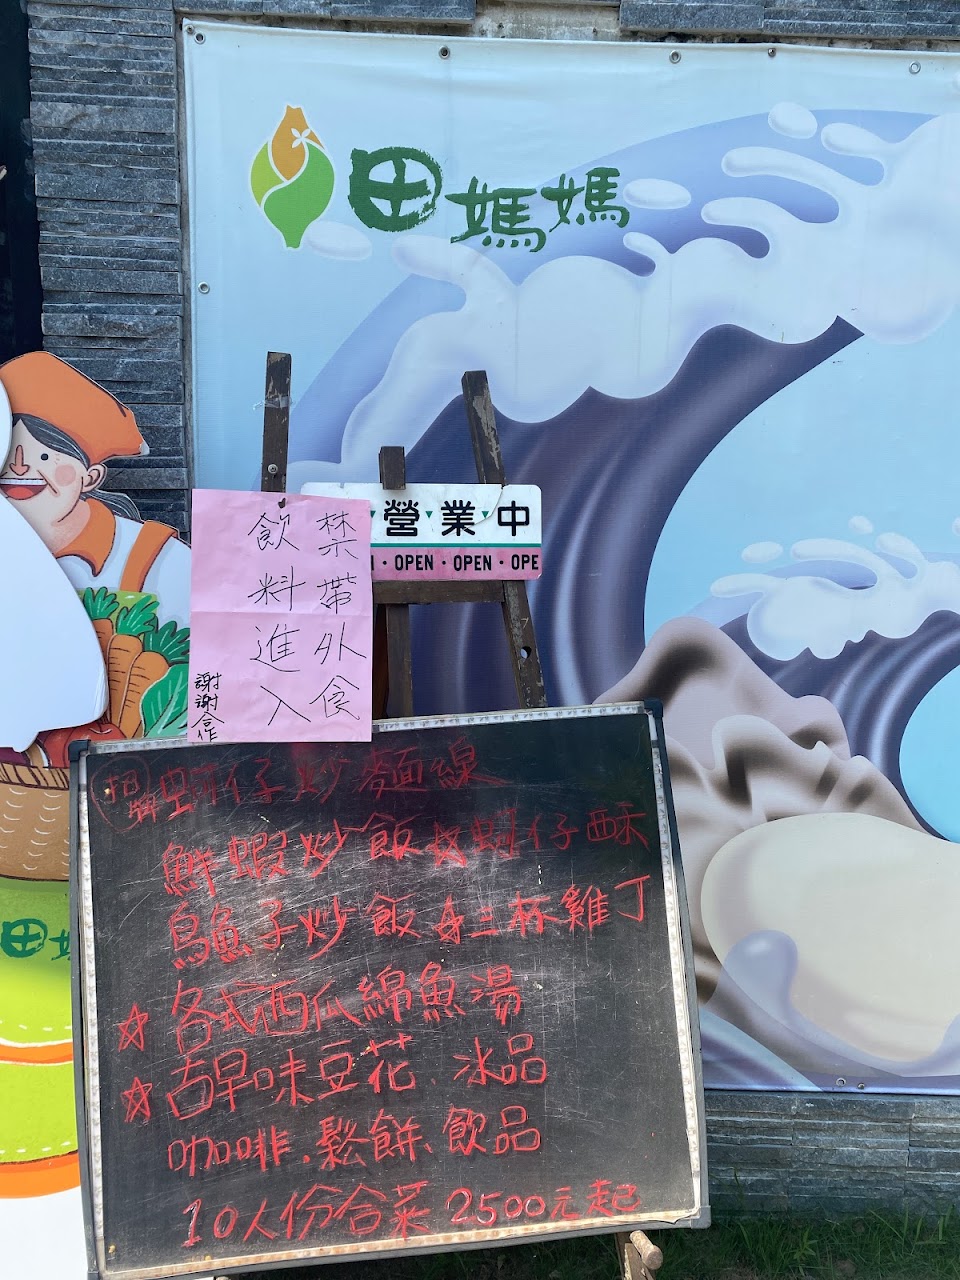 田媽媽
營業中
OPEN · OPEN · OPE
禁帶外食
飲料進入
謝謝合作
招牌 蚵仔炒麵線
鮮蝦炒飯 蚵仔酥
烏魚子炒飯 ☆三杯雞丁
☆ 各式西瓜綿魚湯
☆ 古早味豆花、冰品
咖啡、鬆餅、飲品
10人份合菜2500元起
田媽